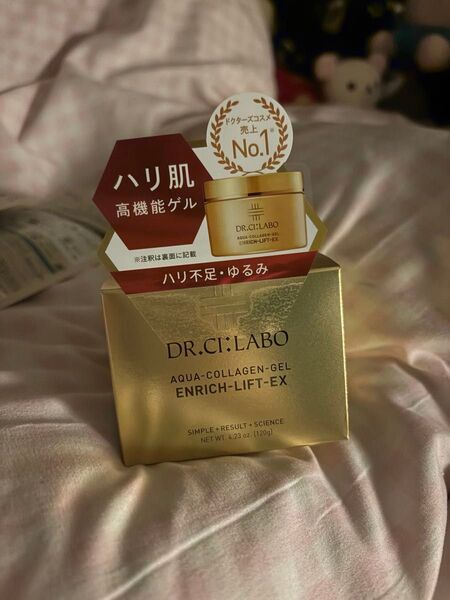 ドクターズコスメ
売上
No.1※
ハリ肌
高機能ゲル
※注釈は裏面に記載
DR.CI:LABO
AQUA-COLLAGEN-GEL
ENRICH-LIFT-EX
ハリ不足・ゆるみ
DR.CI:LABO
AQUA-COLLAGEN-GEL
ENRICH-LIFT-EX
SIMPLE+RESULT+SCIENCE
NET WT. 4.23 oz. (120g)